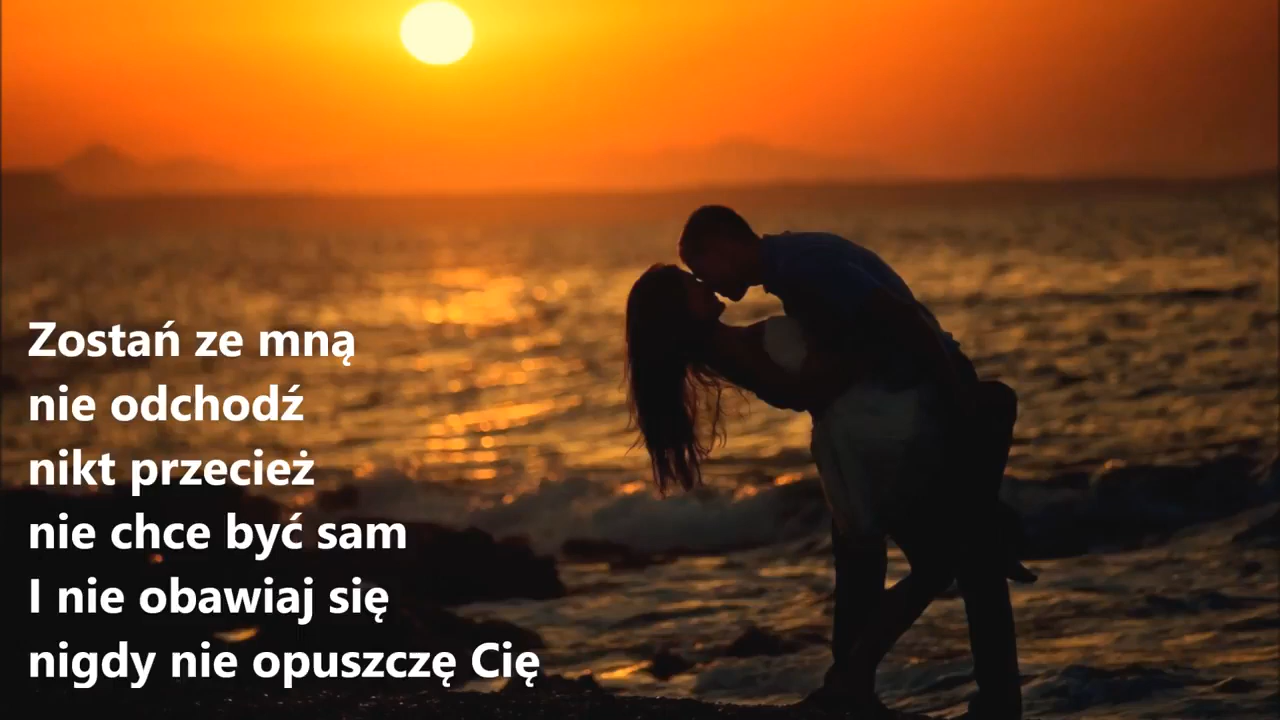 Zostań ze mną
nie odchodź
nikt przecież
nie chce być sam
I nie obawiaj się
nigdy nie opuszczę Cię